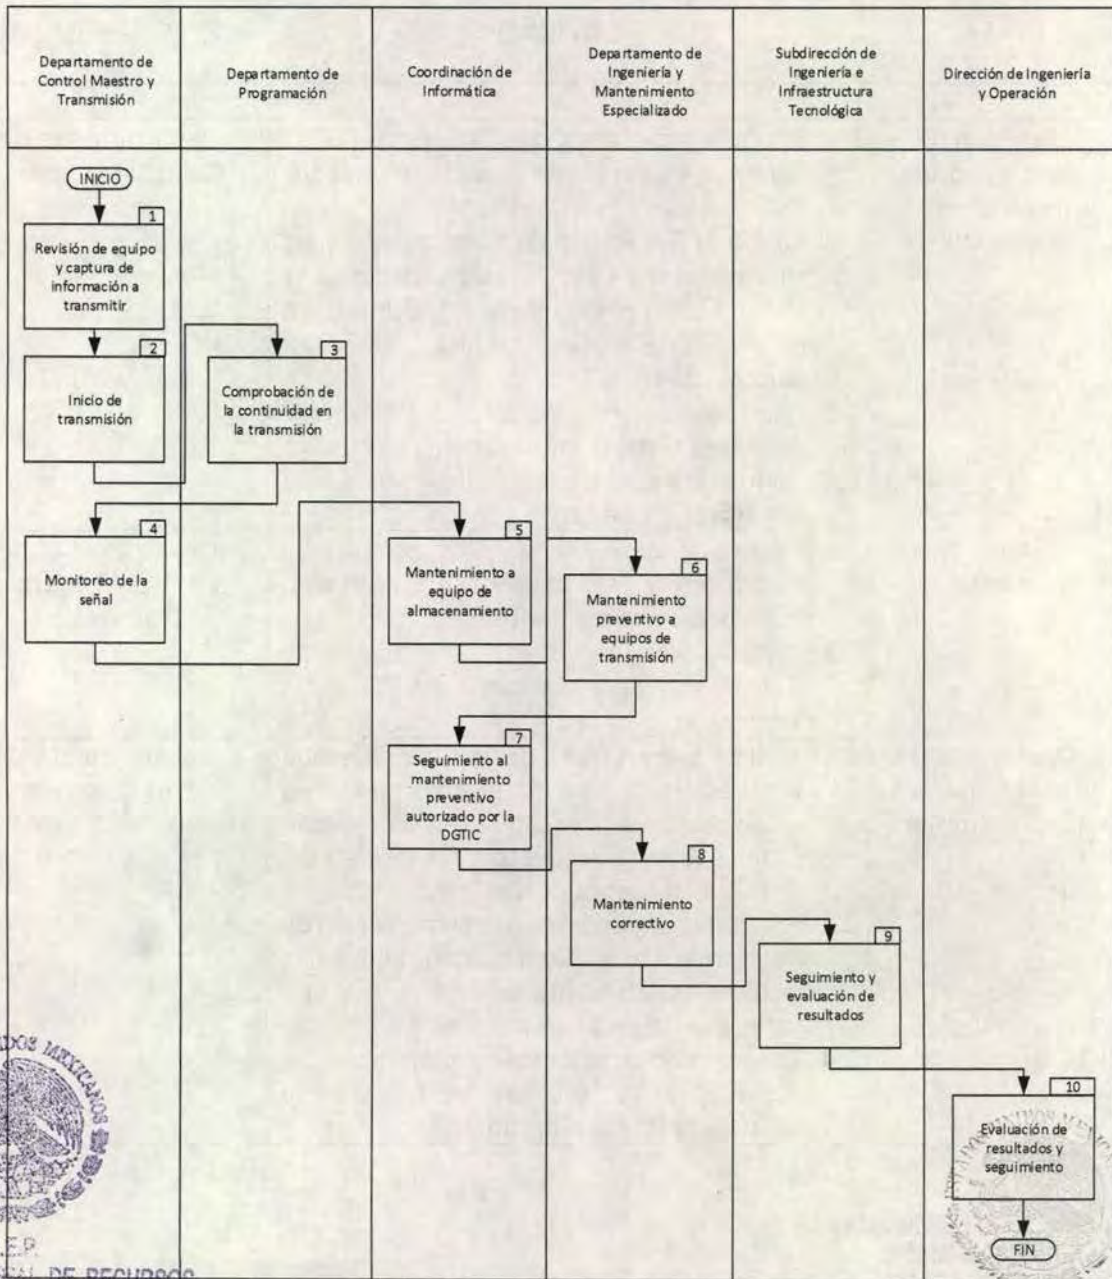 Departamento de
Control Maestro y
Transmisión
Departamento de
Programación
Coordinación de
Informática
Departamento de
Ingeniería y
Mantenimiento
Especializado
Subdirección de
Ingeniería e
Infraestructura
Tecnológica
Dirección de Ingeniería
y Operación
INICIO
1
Revisión de equipo
y captura de
información a
transmitir
2
Inicio de
transmisión
3
Comprobación de
la continuidad en
la transmisión
4
Monitoreo de la
señal
5
Mantenimiento a
equipo de
almacenamiento
6
Mantenimiento
preventivo a
equipos de
transmisión
7
Seguimiento al
mantenimiento
preventivo
autorizado por la
DGTIC
8
Mantenimiento
correctivo
9
Seguimiento y
evaluación de
resultados
10
Evaluación de
resultados y
seguimiento
FIN
MEXICANOS
E.P.
DE RECURSOS